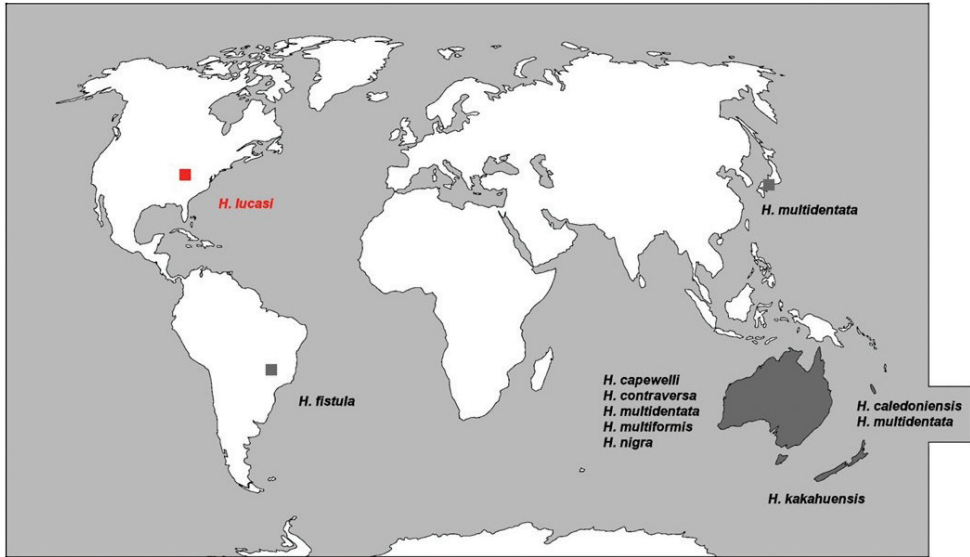 H. lucasi
H. multidentata
H. fistula
H. capewelli
H. contraversa
H. multidentata
H. multiformis
H. nigra
H. caledoniensis
H. multidentata
H. kakahuensis